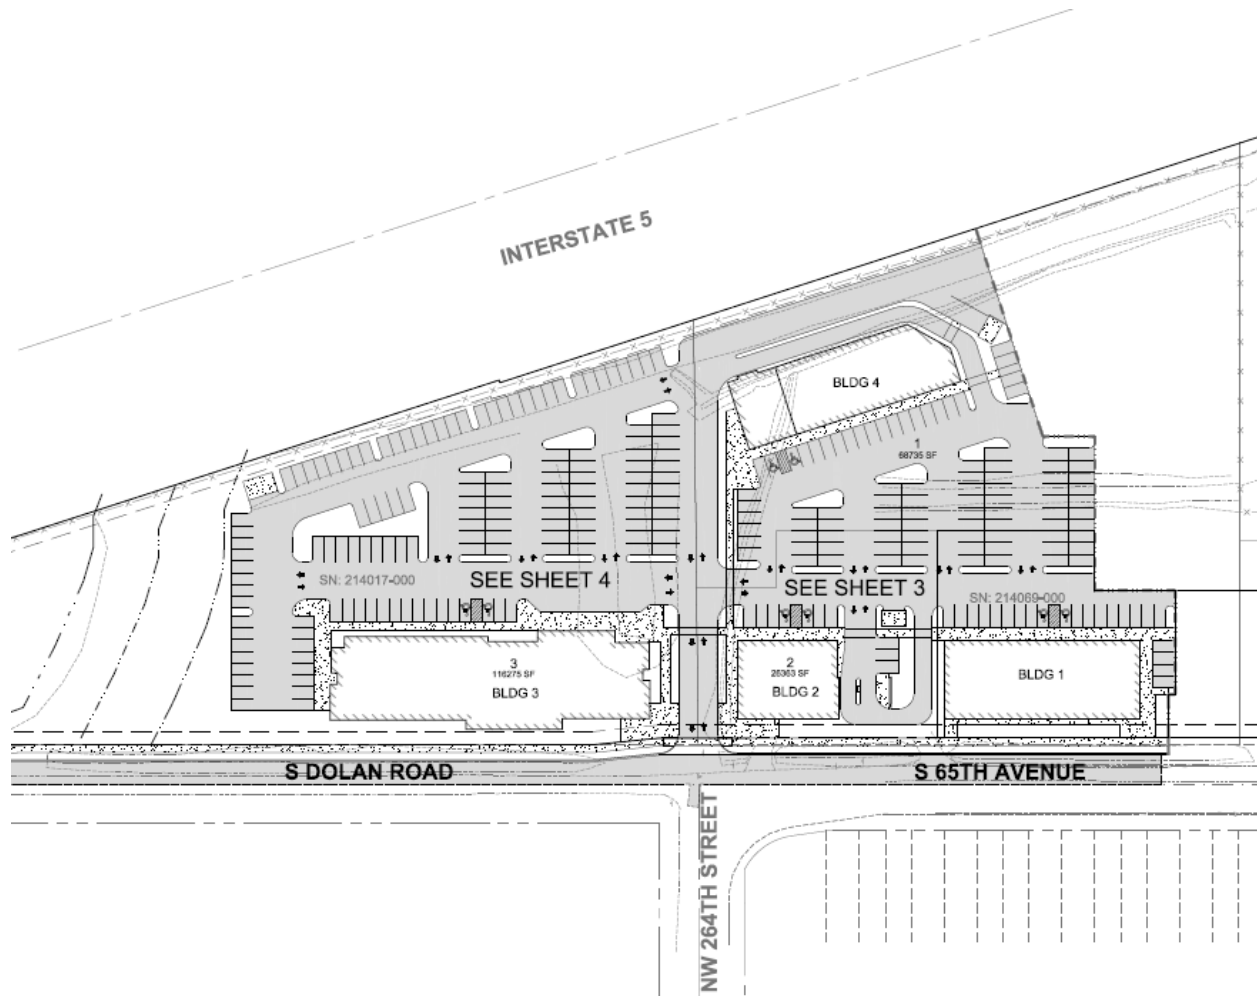 INTERSTATE 5
BLDG 4
1
68735 SF
SN: 214017-000
SEE SHEET 4
SEE SHEET 3
SN: 214069-000
3
116275 SF
BLDG 3
2
26363 SF
BLDG 2
BLDG 1
S DOLAN ROAD
S 65TH AVENUE
NW 264TH STREET